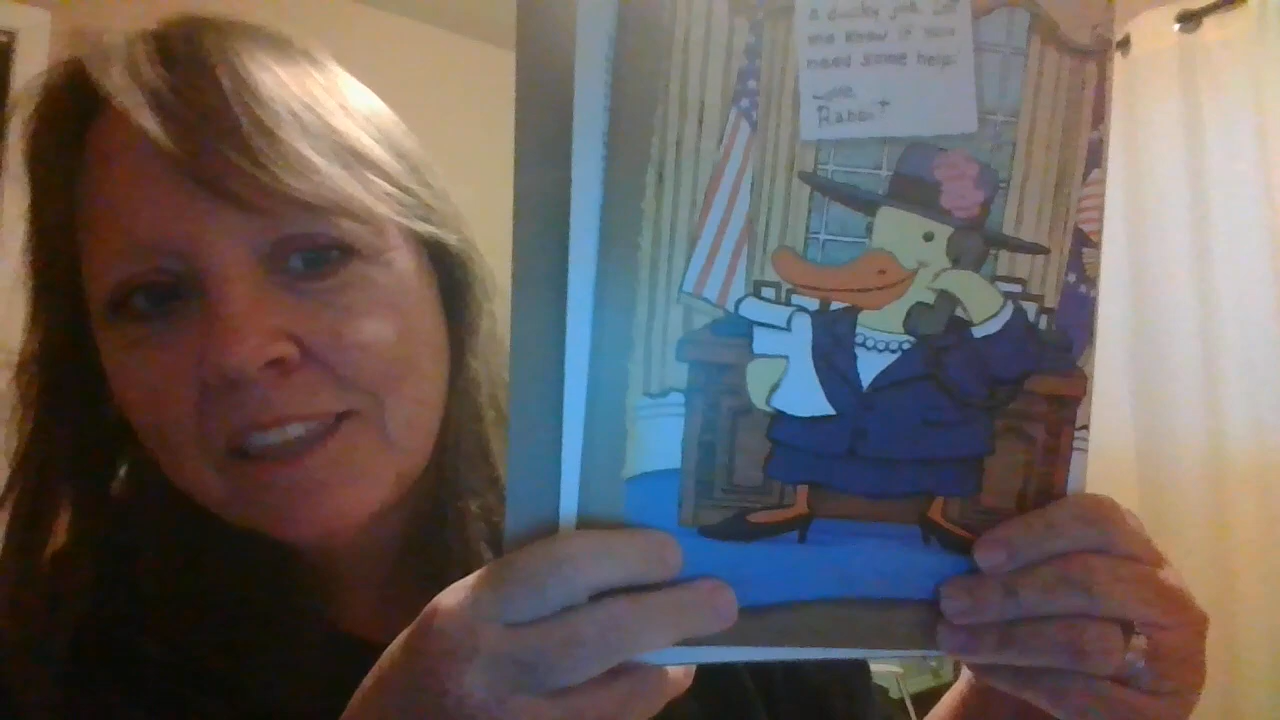 a ducky job. Let
me know if you
need some help.
Rabbit